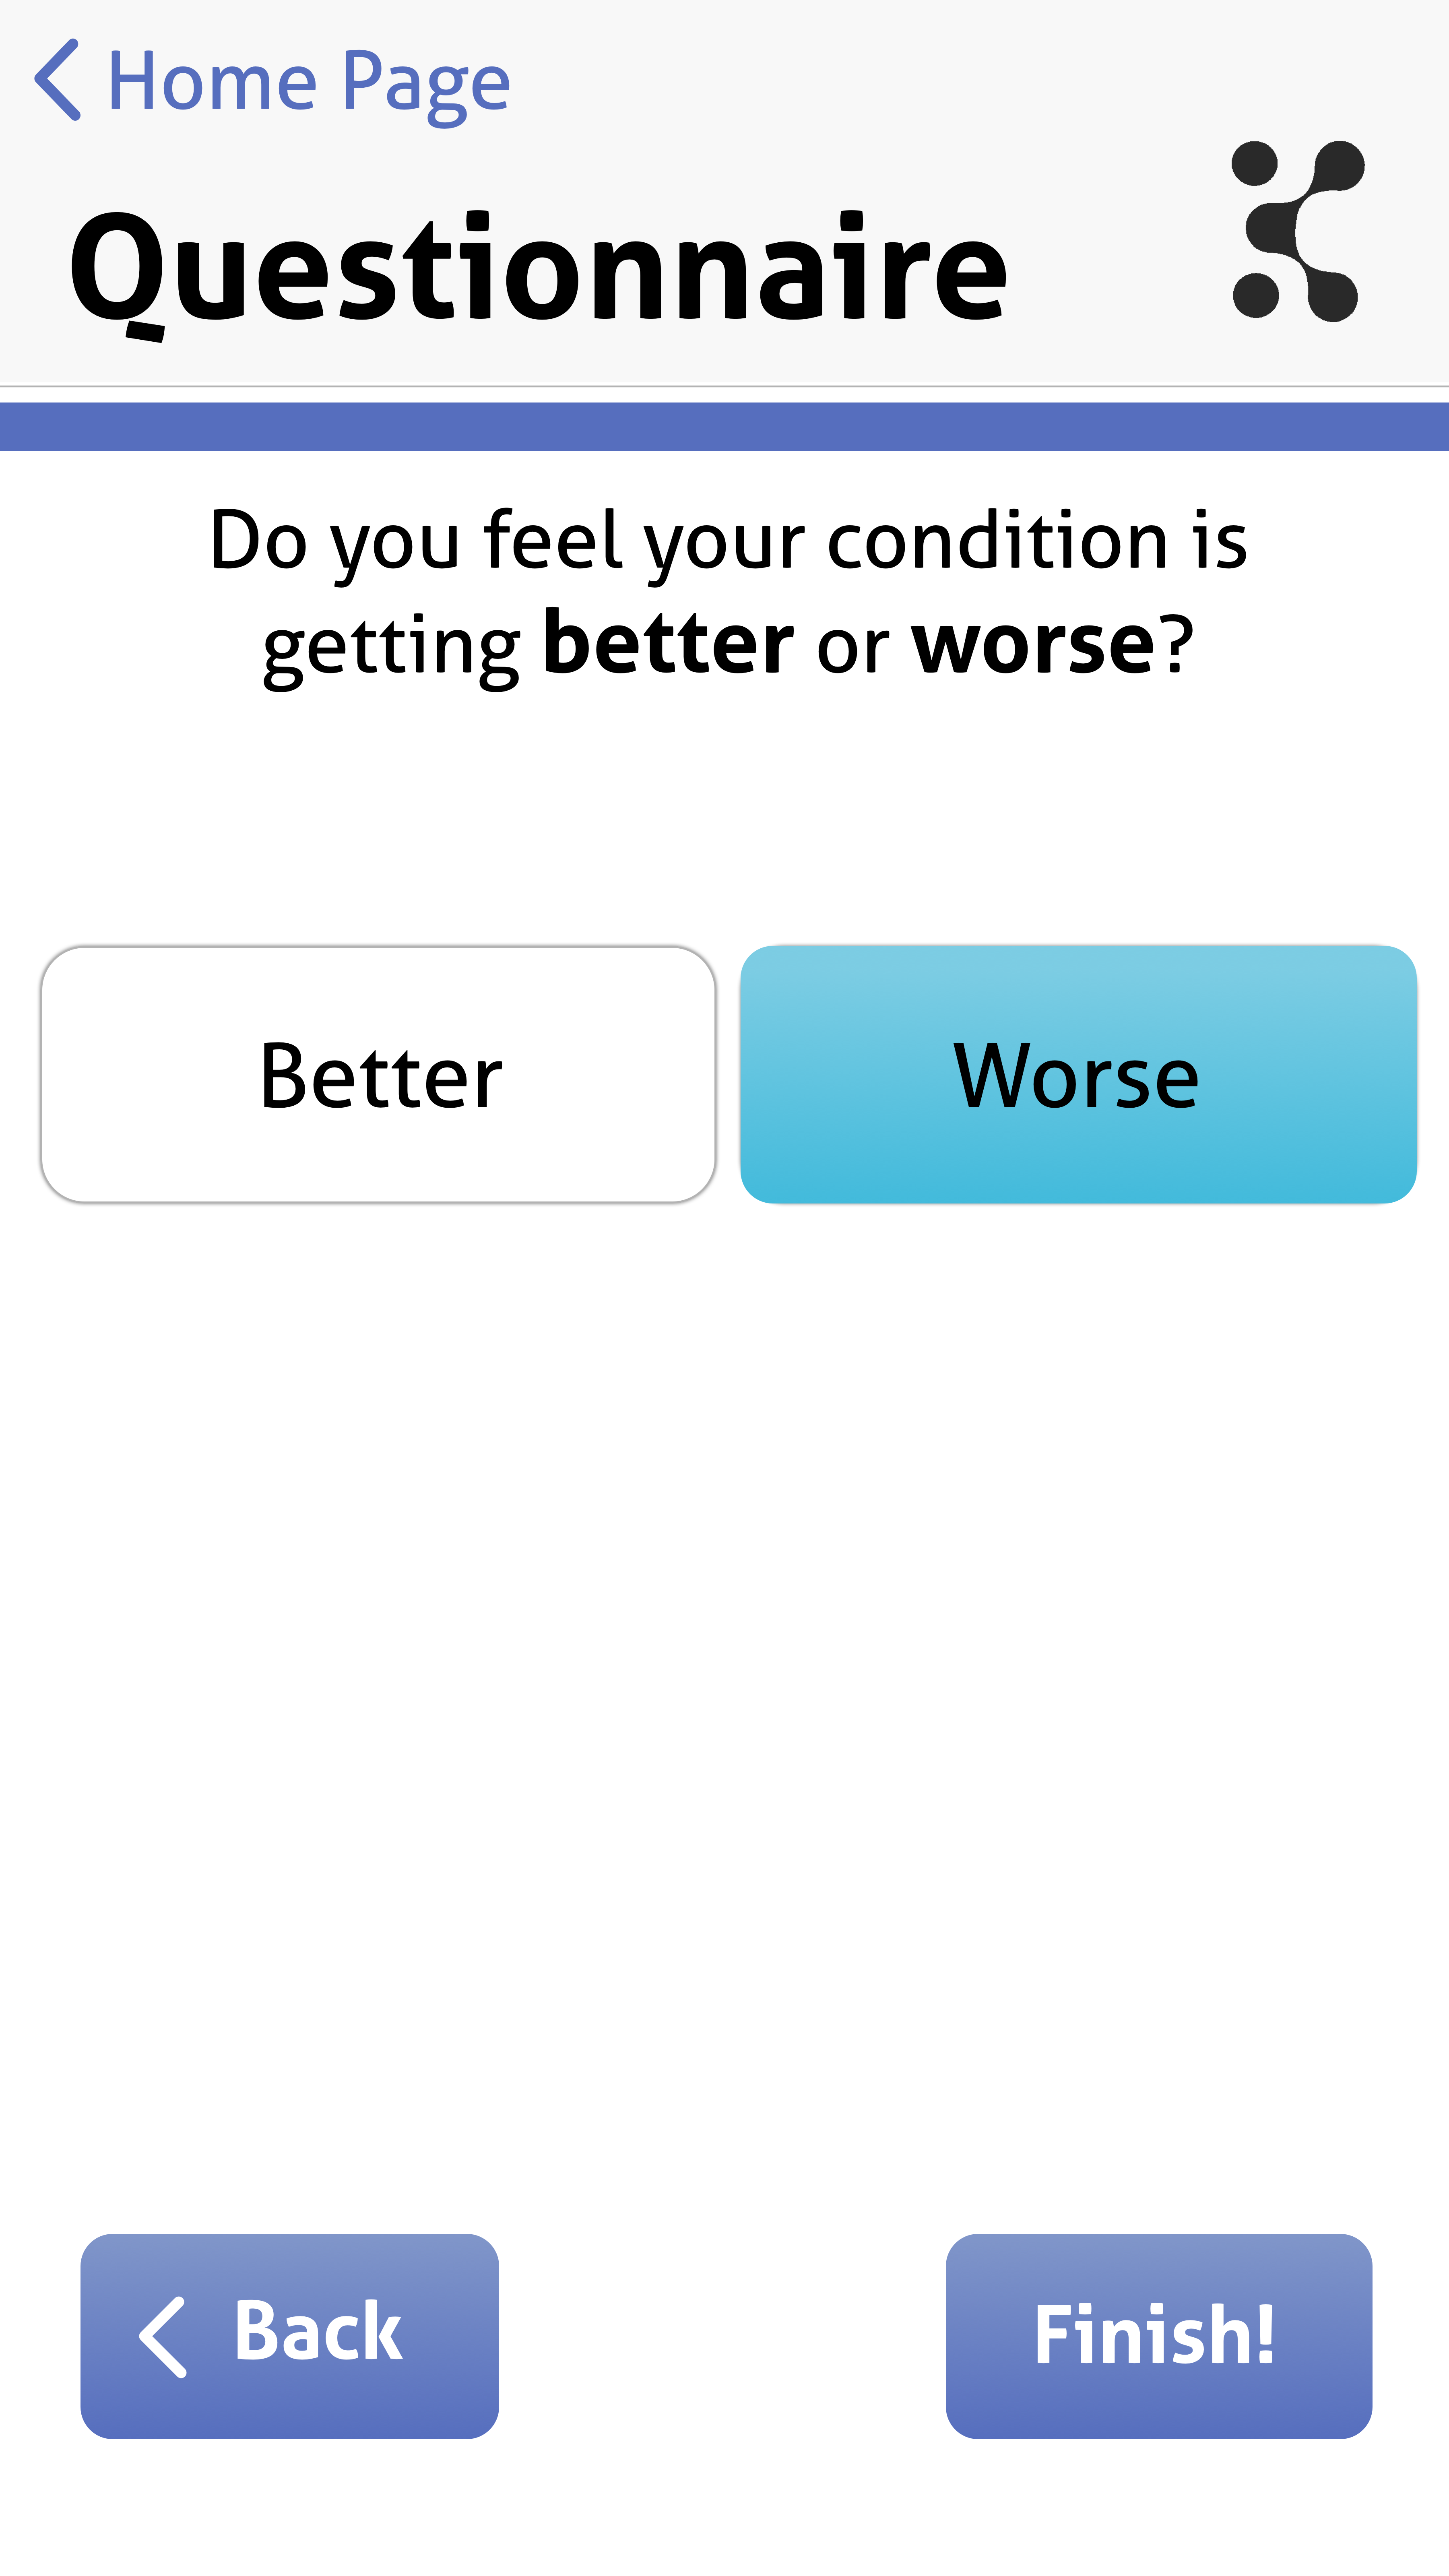 Home Page
Questionnaire
Do you feel your condition is
getting better or worse?
Better
Worse
Back
Finish!